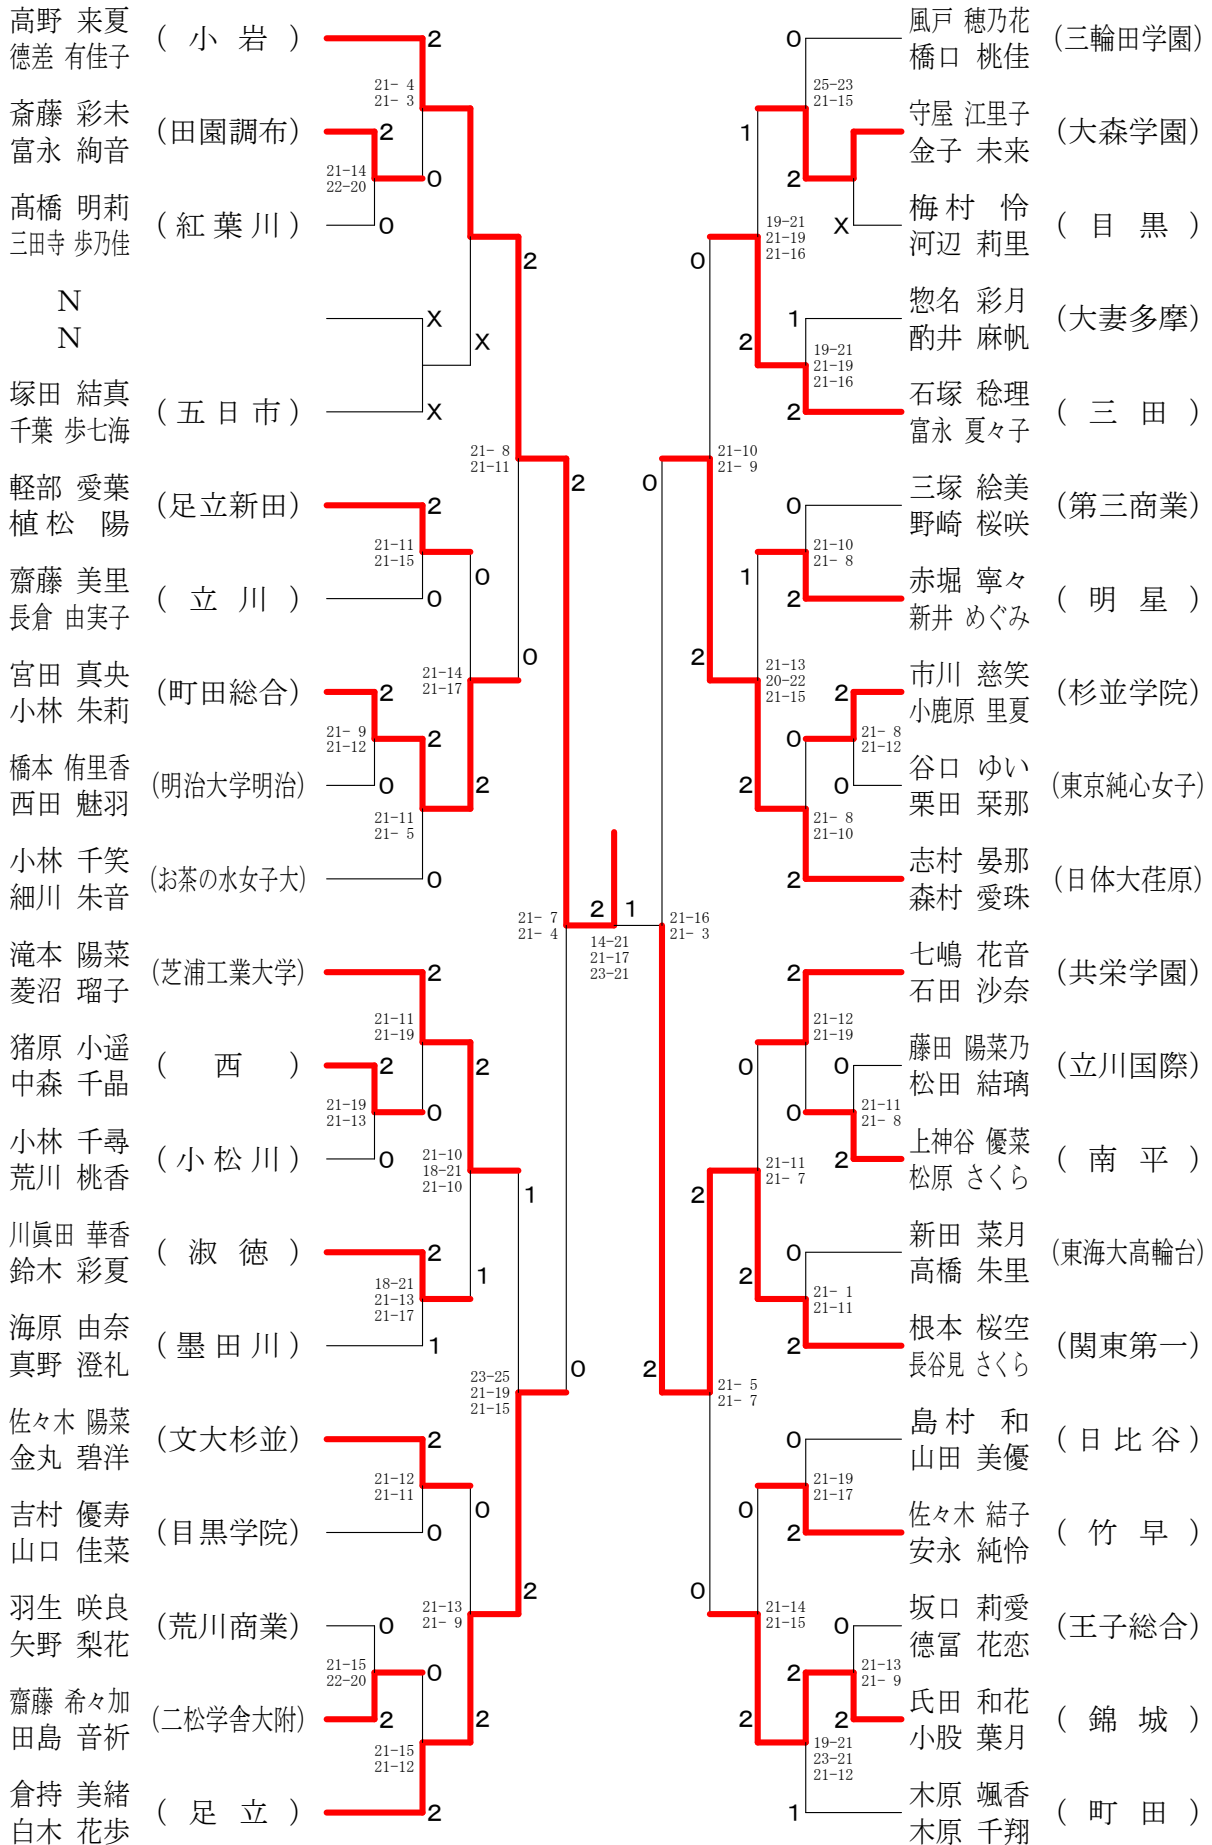 高野 来夏
徳差 有佳子
(小岩)
2
21- 4
21- 3
斎藤 彩未
富永 絢音
(田園調布)
2
21-14
22-20
0
髙橋 明莉
三田寺 歩乃佳
(紅葉川)
0
2
N
N
X
X
塚田 結真
千葉 歩七海
(五日市)
X
21- 8
21-11
2
軽部 愛葉
植松 陽
(足立新田)
2
21-11
21-15
0
齋藤 美里
長倉 由実子
(立川)
0
0
宮田 真央
小林 朱莉
(町田総合)
2
21-14
21-17
21- 9
21-12
2
橋本 侑里香
西田 魅羽
(明治大学明治)
0
2
21-11
21- 5
小林 千笑
細川 朱音
(お茶の水女子大)
0
21- 7
21- 4
2
1
14-21
21-17
23-21
滝本 陽菜
菱沼 瑠子
(芝浦工業大学)
2
21-11
21-19
2
猪原 小遥
中森 千晶
(西)
2
21-19
21-13
0
小林 千尋
荒川 桃香
(小松川)
0
21-10
18-21
21-10
1
川眞田 華香
鈴木 彩夏
(淑徳)
2
18-21
21-13
21-17
1
海原 由奈
真野 澄礼
(墨田川)
1
23-25
21-19
21-15
0
佐々木 陽菜
金丸 碧洋
(文大杉並)
2
21-12
21-11
0
吉村 優寿
山口 佳菜
(目黒学院)
0
2
羽生 咲良
矢野 梨花
(荒川商業)
0
21-13
21- 9
21-15
22-20
0
齋藤 希々加
田島 音祈
(二松学舎大附)
2
2
21-15
21-12
倉持 美緒
白木 花歩
(足立)
2
風戸 穂乃花
橋口 桃佳
(三輪田学園)
0
25-23
21-15
1
守屋 江里子
金子 未来
(大森学園)
2
梅村 怜
河辺 莉里
(目黒)
X
19-21
21-19
21-16
0
惣名 彩月
酌井 麻帆
(大妻多摩)
1
2
19-21
21-19
21-16
石塚 稔理
富永 夏々子
(三田)
2
21-10
21- 9
0
三塚 絵美
野崎 桜咲
(第三商業)
0
21-10
21- 8
1
赤堀 寧々
新井 めぐみ
(明星)
2
2
21-13
20-22
21-15
市川 慈笑
小鹿原 里夏
(杉並学院)
2
21- 8
21-12
0
谷口 ゆい
栗田 栞那
(東京純心女子)
0
2
21- 8
21-10
志村 晏那
森村 愛珠
(日体大荏原)
2
21-16
21- 3
七嶋 花音
石田 沙奈
(共栄学園)
2
21-12
21-19
0
藤田 陽菜乃
松田 結璃
(立川国際)
0
21-11
21- 8
0
上神谷 優菜
松原 さくら
(南平)
2
21-11
21- 7
2
新田 菜月
高橋 朱里
(東海大高輪台)
0
2
21- 1
21-11
根本 桜空
長谷見 さくら
(関東第一)
2
2
21- 5
21- 7
島村 和
山田 美優
(日比谷)
0
21-19
21-17
0
佐々木 結子
安永 純怜
(竹早)
2
0
21-14
21-15
坂口 莉愛
德冨 花恋
(王子総合)
0
21-13
21- 9
2
氏田 和花
小股 葉月
(錦城)
2
2
19-21
23-21
21-12
木原 颯香
木原 千翔
(町田)
1